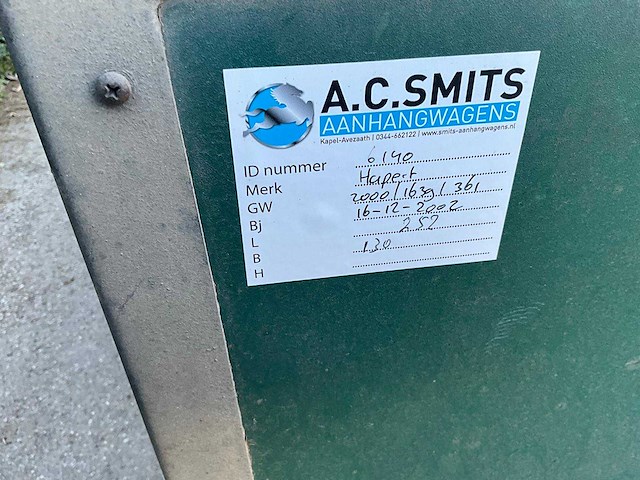 A.C.SMITS
AANHANGWAGENS
Kapel-Avezaath | 0344-662122 | www.smits-aanhangwagens.nl
ID nummer 6140
Merk Hapert
GW 2000/1639/361
Bj 16-12-2002
L 252
B 130
H